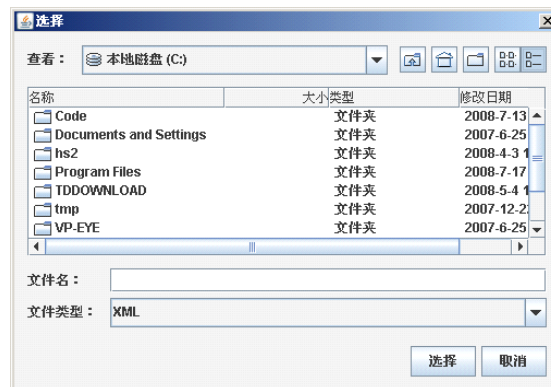 选择
查看： 本地磁盘 (C:)
名称 大小 类型 修改日期
Code 文件夹 2008-7-13
Documents and Settings 文件夹 2007-6-25
hs2 文件夹 2008-4-3 1
Program Files 文件夹 2008-7-17
TDDOWNLOAD 文件夹 2008-5-4 1
tmp 文件夹 2007-12-2
VP-EYE 文件夹 2007-6-25
文件名：
文件类型： XML
选择 取消